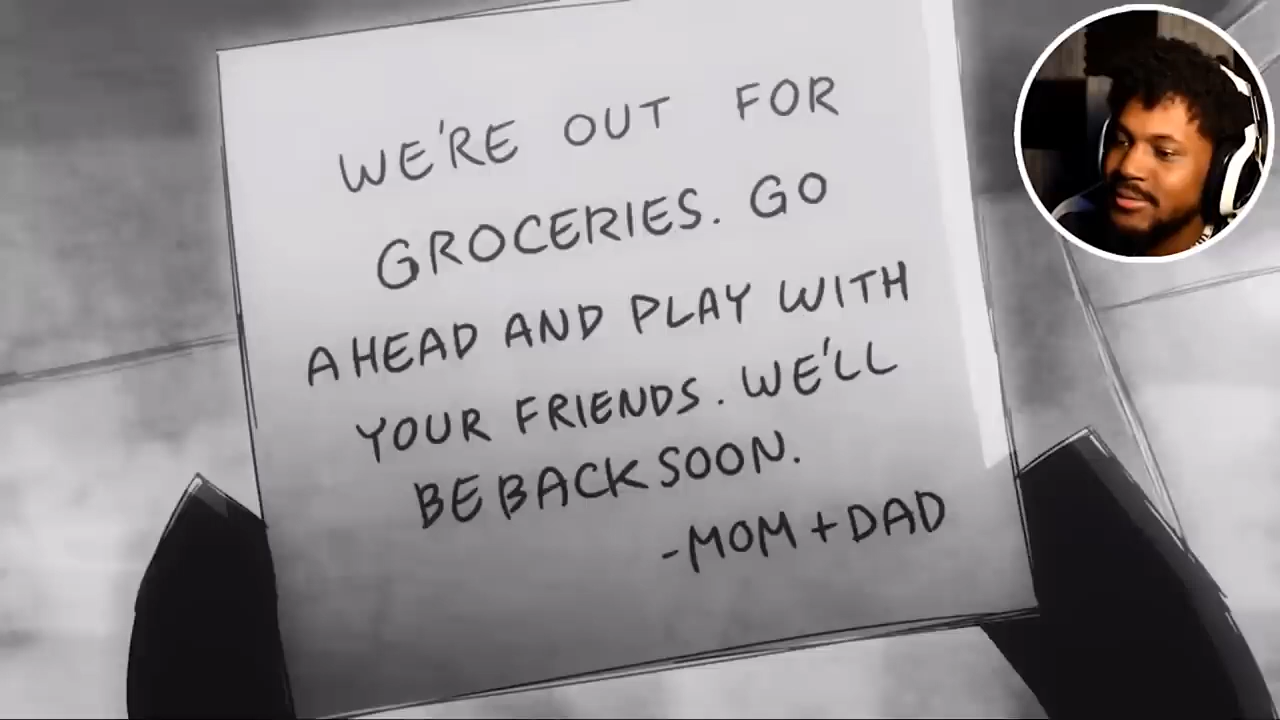 WE'RE OUT FOR
GROCERIES. GO
AHEAD AND PLAY WITH
YOUR FRIENDS. WE'LL
BE BACK SOON.
-MOM + DAD